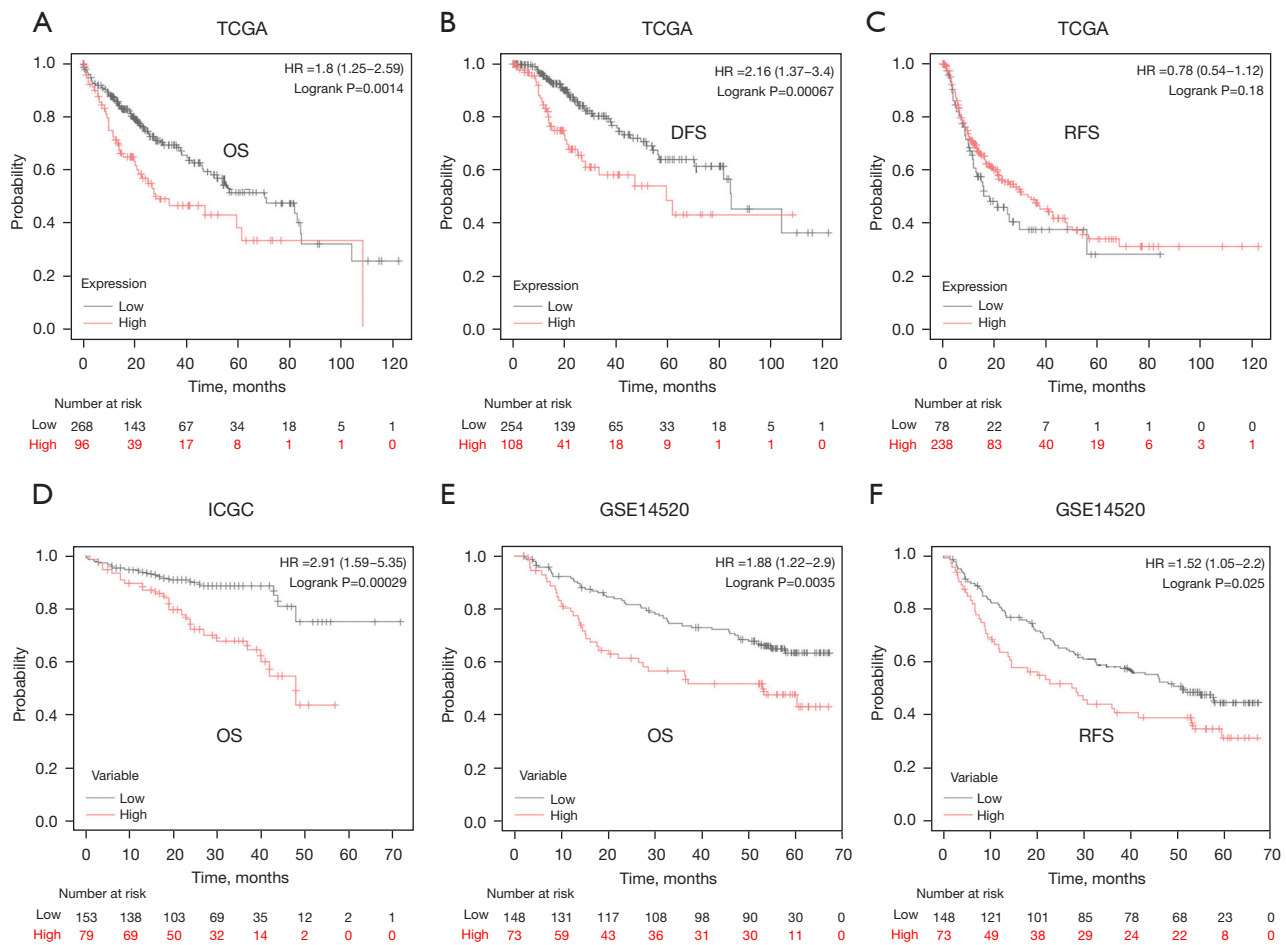 A
TCGA
HR =1.8 (1.25−2.59)
Logrank P=0.0014
OS
Probability
1.0
0.8
0.6
0.4
0.2
0.0
Expression
Low
High
0 20 40 60 80 100 120
Time, months
Number at risk
Low 268 143 67 34 18 5 1
High 96 39 17 8 1 1 0
B
TCGA
HR =2.16 (1.37−3.4)
Logrank P=0.00067
DFS
Probability
1.0
0.8
0.6
0.4
0.2
0.0
Expression
Low
High
0 20 40 60 80 100 120
Time, months
Number at risk
Low 254 139 65 33 18 5 1
High 108 41 18 9 1 1 0
C
TCGA
HR =0.78 (0.54−1.12)
Logrank P=0.18
RFS
Probability
1.0
0.8
0.6
0.4
0.2
0.0
Expression
Low
High
0 20 40 60 80 100 120
Time, months
Number at risk
Low 78 22 7 1 1 0 0
High 238 83 40 19 6 3 1
D
ICGC
HR =2.91 (1.59−5.35)
Logrank P=0.00029
OS
Probability
1.0
0.8
0.6
0.4
0.2
0.0
Variable
Low
High
0 10 20 30 40 50 60 70
Time, months
Number at risk
Low 153 138 103 69 35 12 2 1
High 79 69 50 32 14 2 0 0
E
GSE14520
HR =1.88 (1.22−2.9)
Logrank P=0.0035
OS
Probability
1.0
0.8
0.6
0.4
0.2
0.0
Variable
Low
High
0 10 20 30 40 50 60 70
Time, months
Number at risk
Low 148 131 117 108 98 90 30 0
High 73 59 43 36 31 30 11 0
F
GSE14520
HR =1.52 (1.05−2.2)
Logrank P=0.025
RFS
Probability
1.0
0.8
0.6
0.4
0.2
0.0
Variable
Low
High
0 10 20 30 40 50 60 70
Time, months
Number at risk
Low 148 121 101 85 78 68 23 0
High 73 49 38 29 24 22 8 0